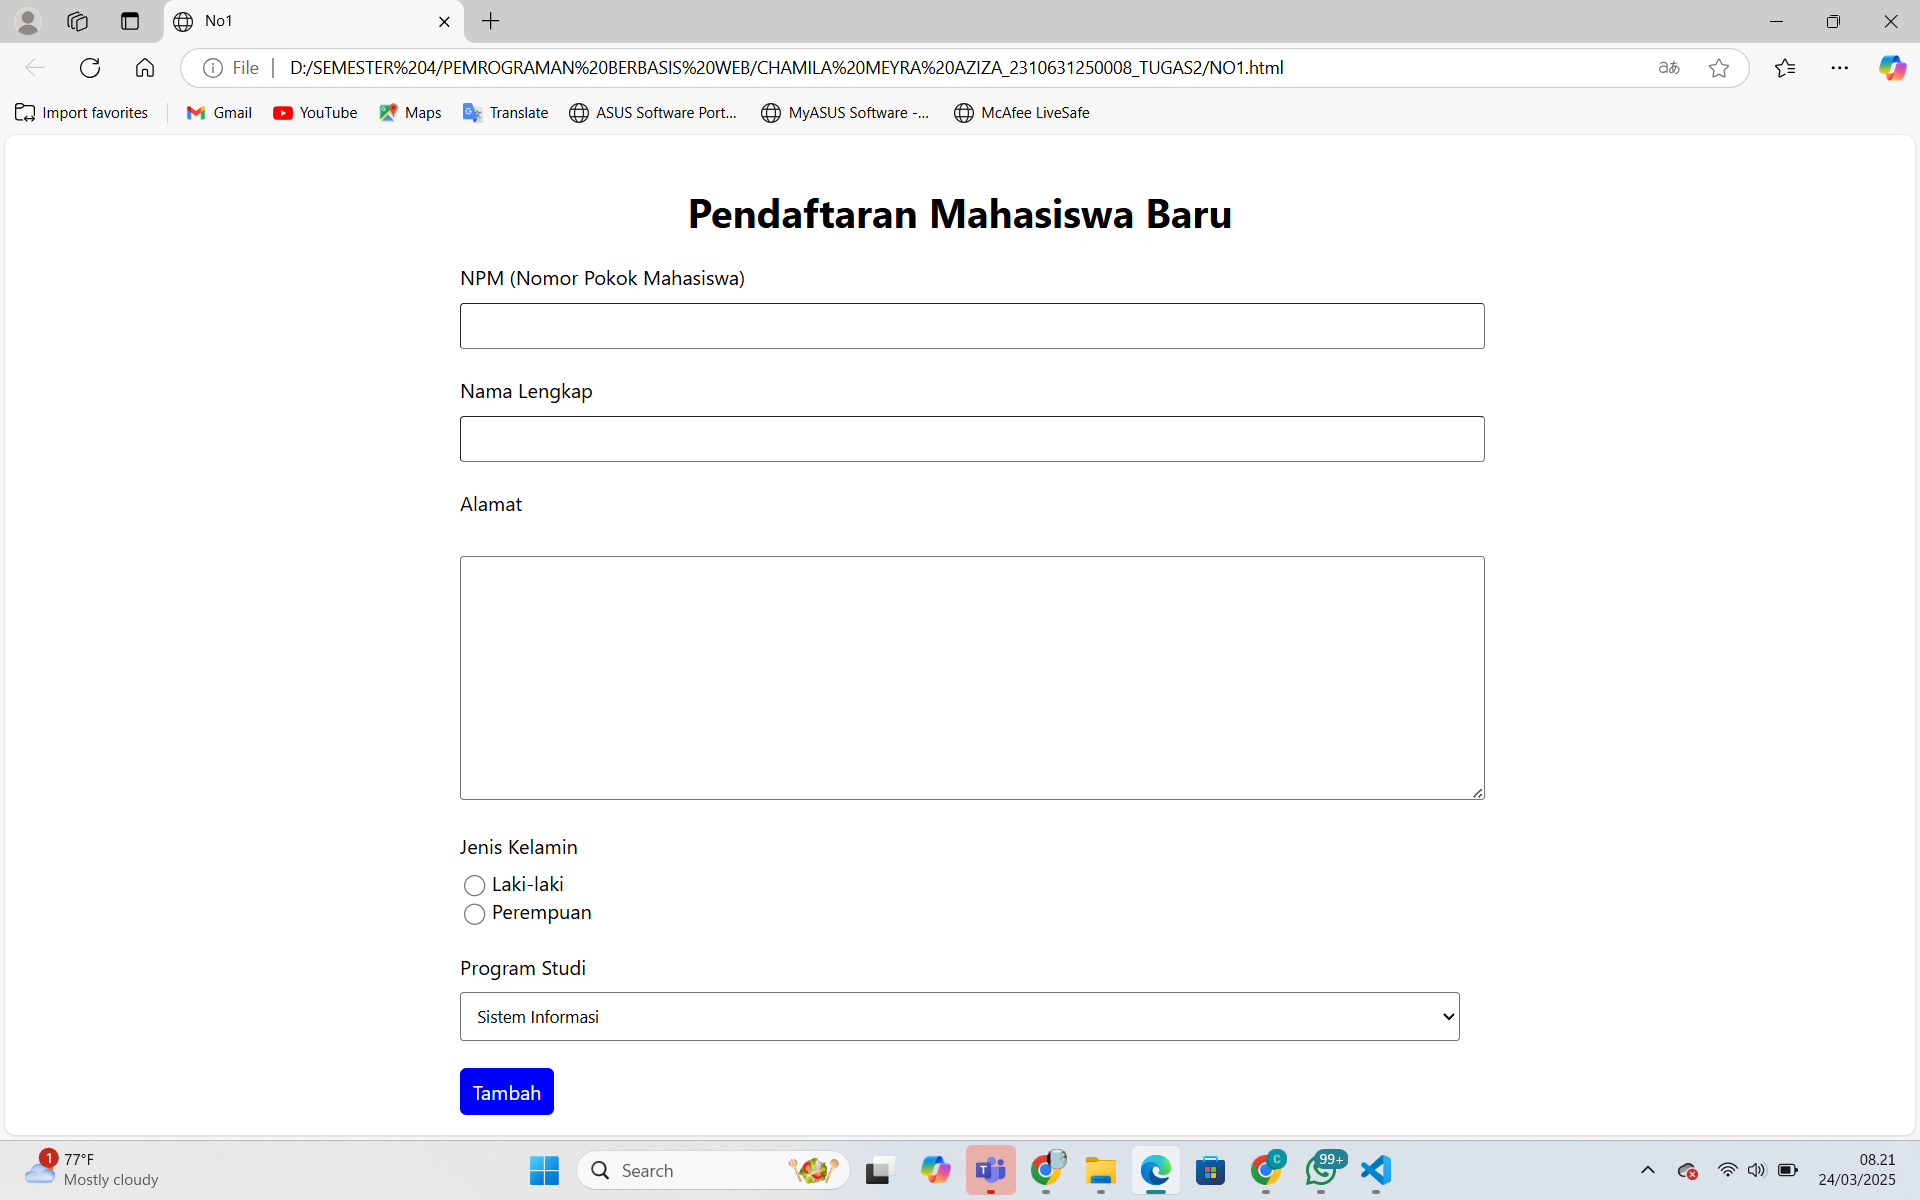 No1
File
D:/SEMESTER%204/PEMROGRAMAN%20BERBASIS%20WEB/CHAMILA%20MEYRA%20AZIZA_2310631250008_TUGAS2/NO1.html
aあ
Import favorites
Gmail
YouTube
Maps
Translate
ASUS Software Port...
MyASUS Software -...
McAfee LiveSafe
Pendaftaran Mahasiswa Baru
NPM (Nomor Pokok Mahasiswa)
Nama Lengkap
Alamat
Jenis Kelamin
Laki-laki
Perempuan
Program Studi
Sistem Informasi
Tambah
1
77°F
Mostly cloudy
Search
C
99+
08.21
24/03/2025